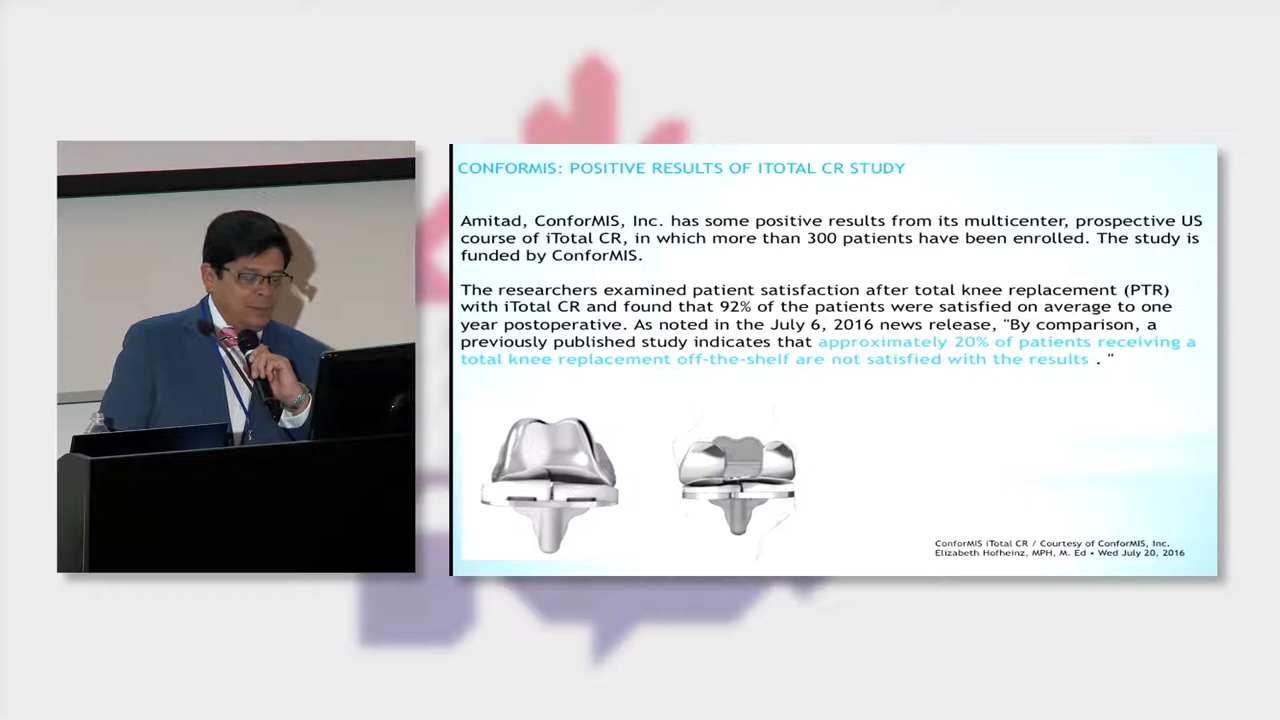 CONFORMIS: POSITIVE RESULTS OF ITOTAL CR STUDY
Amitad, ConforMIS, Inc. has some positive results from its multicenter, prospective US
course of iTotal CR, in which more than 300 patients have been enrolled. The study is
funded by ConforMIS.
The researchers examined patient satisfaction after total knee replacement (PTR)
with iTotal CR and found that 92% of the patients were satisfied on average to one
year postoperative. As noted in the July 6, 2016 news release, "By comparison, a
previously published study indicates that approximately 20% of patients receiving a
total knee replacement off-the-shelf are not satisfied with the results . "
ConforMIS iTotal CR / Courtesy of ConforMIS, Inc.
Elizabeth Hofheinz, MPH, M. Ed • Wed July 20, 2016